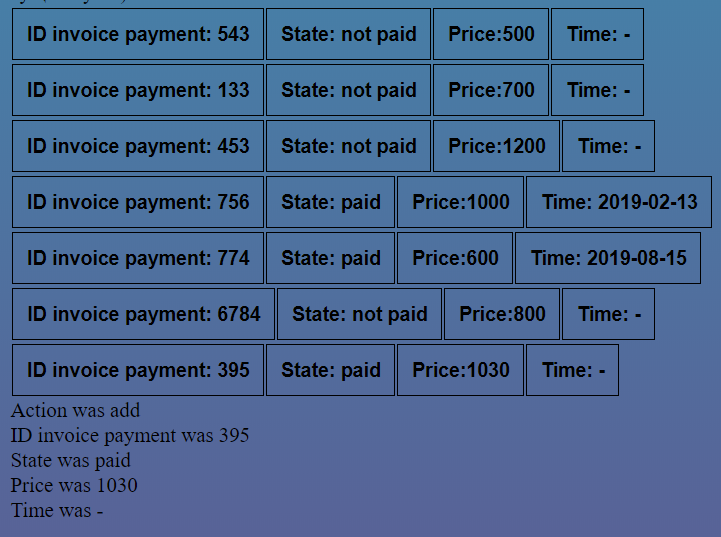 ID invoice payment: 543 State: not paid Price:500 Time: -
ID invoice payment: 133 State: not paid Price:700 Time: -
ID invoice payment: 453 State: not paid Price:1200 Time: -
ID invoice payment: 756 State: paid Price:1000 Time: 2019-02-13
ID invoice payment: 774 State: paid Price:600 Time: 2019-08-15
ID invoice payment: 6784 State: not paid Price:800 Time: -
ID invoice payment: 395 State: paid Price:1030 Time: -
Action was add
ID invoice payment was 395
State was paid
Price was 1030
Time was -